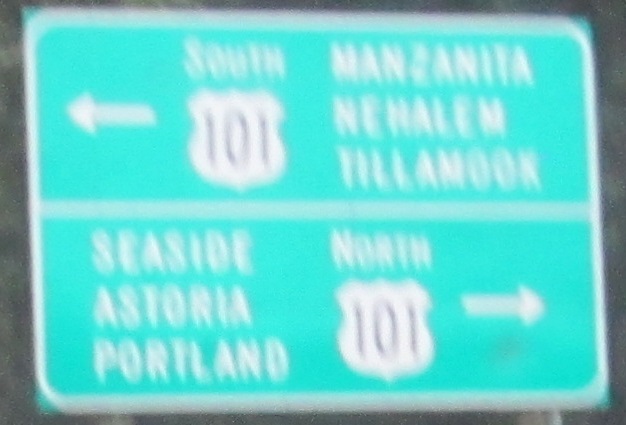 SOUTH
101
MANZANITA
NEHALEM
TILLAMOOK
SEASIDE
ASTORIA
PORTLAND
NORTH
101